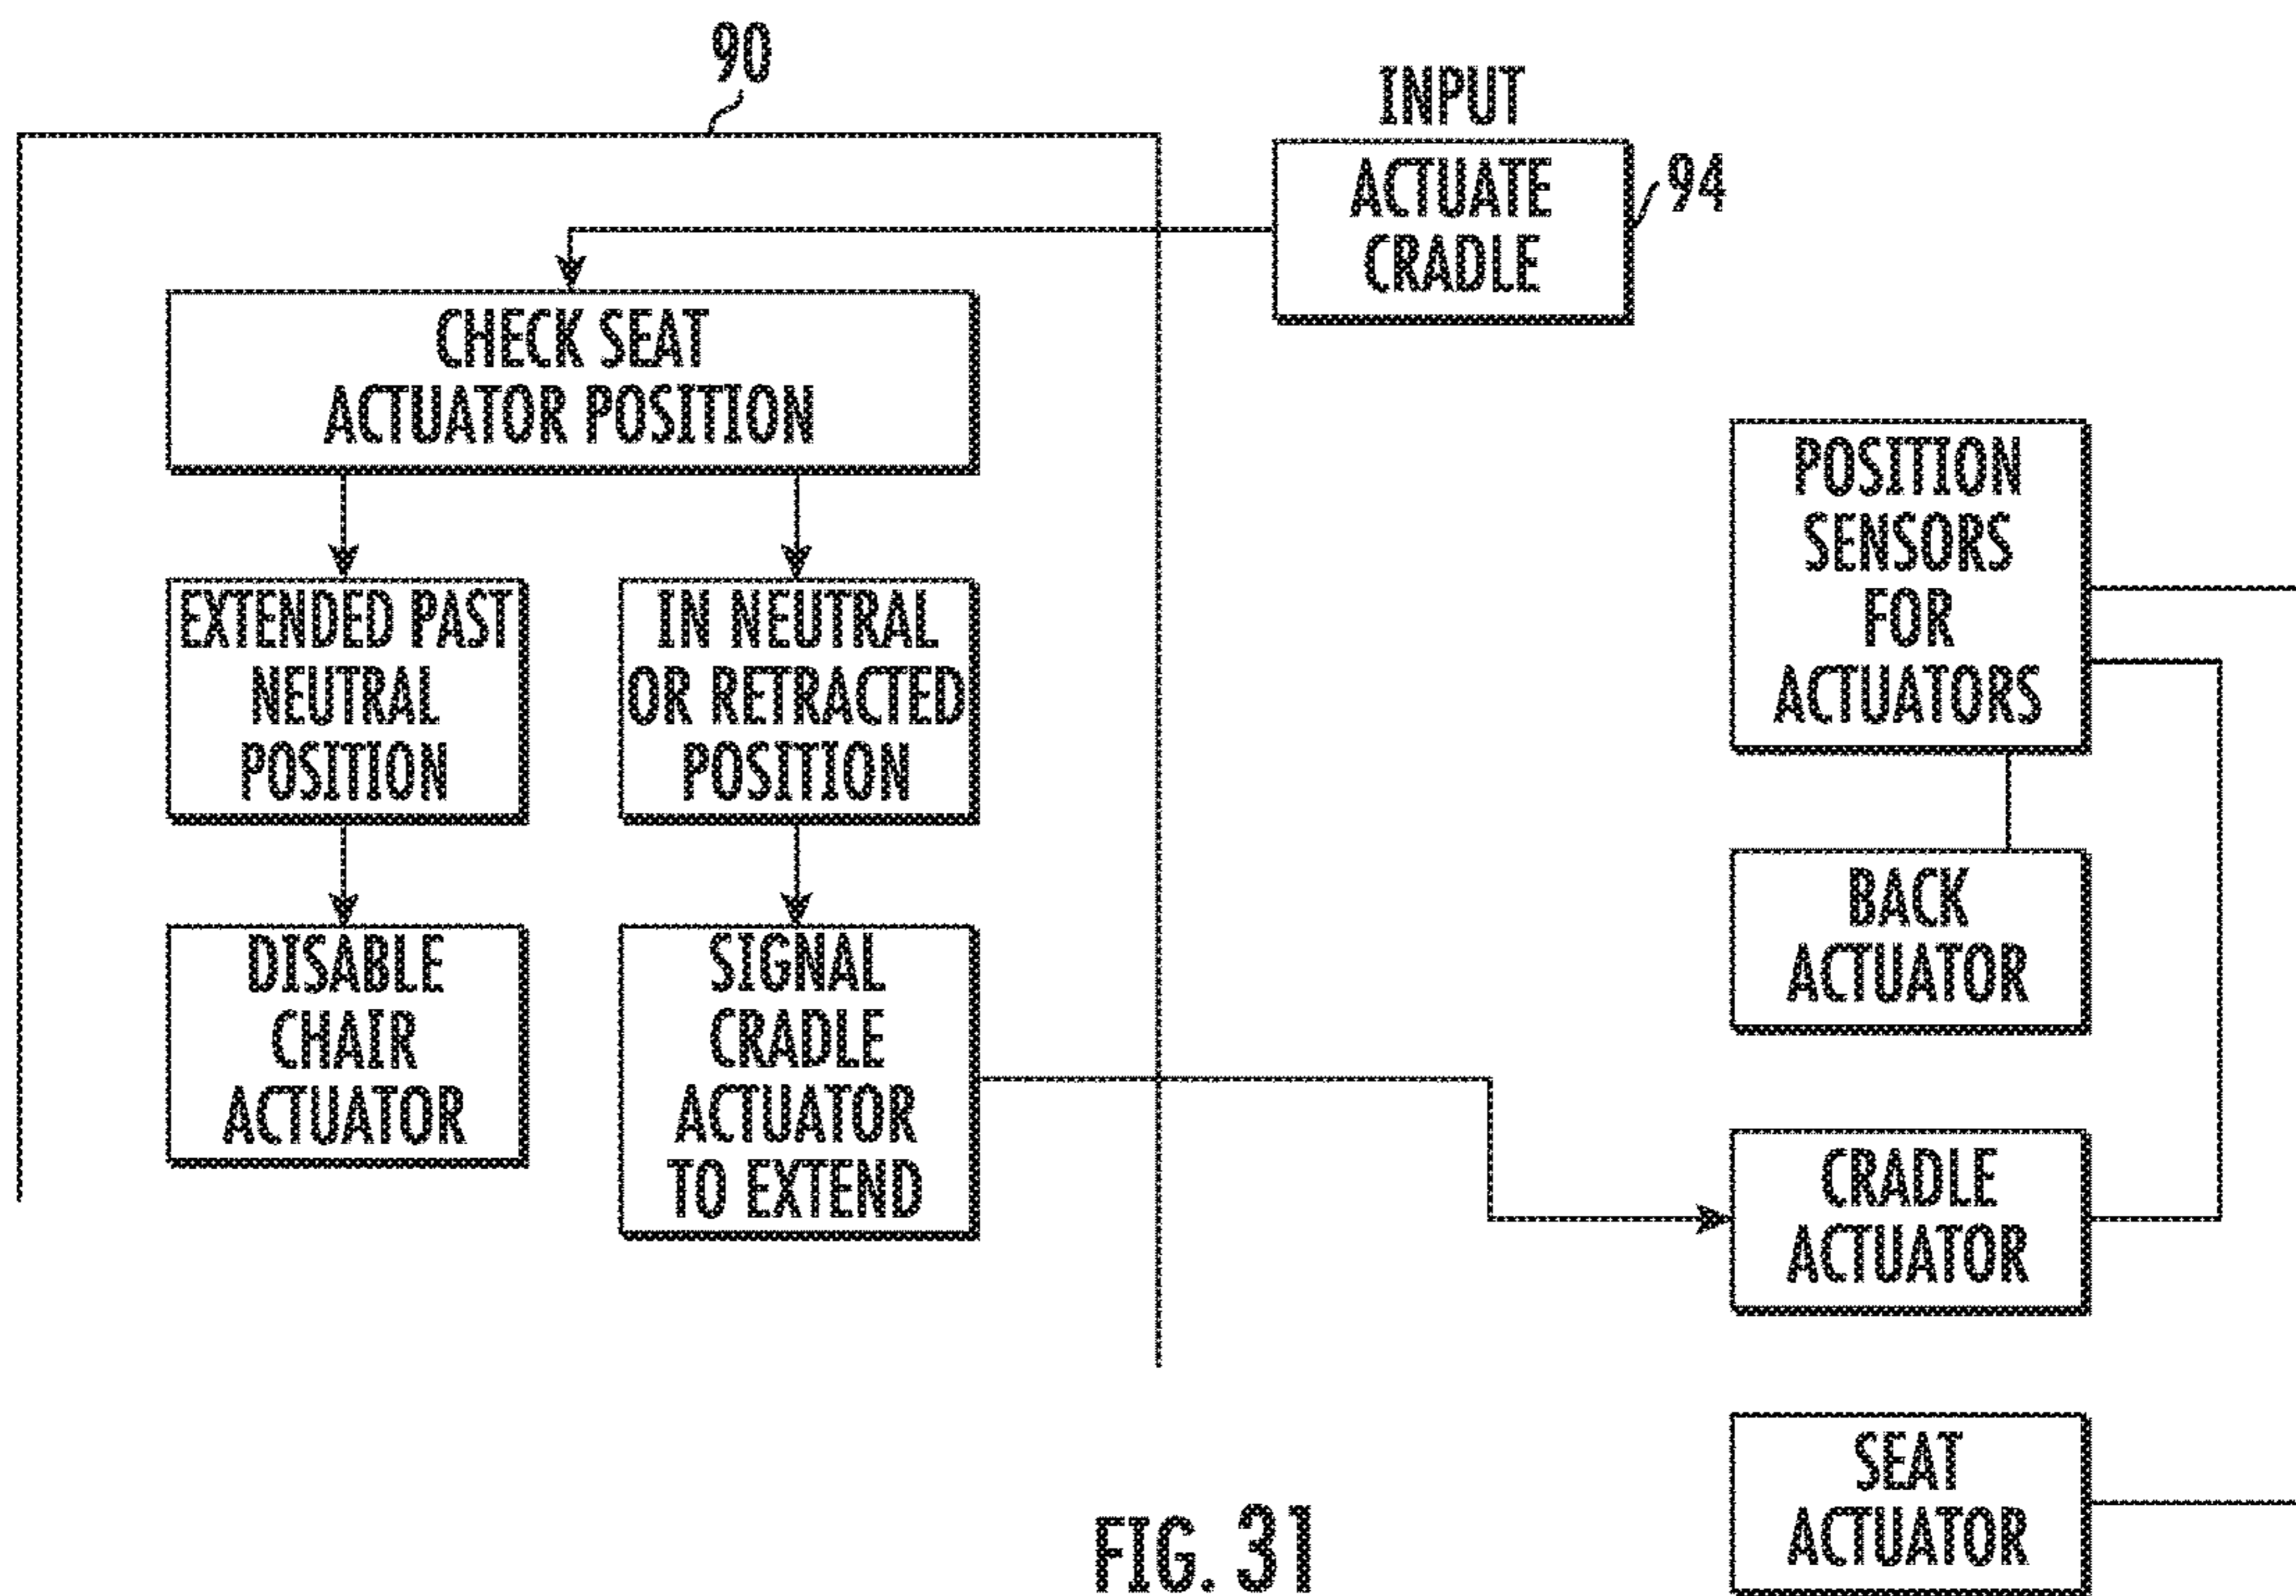 90
INPUT
ACTUATE
CRADLE
94
CHECK SEAT
ACTUATOR POSITION
EXTENDED PAST
NEUTRAL
POSITION
IN NEUTRAL
OR RETRACTED
POSITION
DISABLE
CHAIR
ACTUATOR
SIGNAL
CRADLE
ACTUATOR
TO EXTEND
POSITION
SENSORS
FOR
ACTUATORS
BACK
ACTUATOR
CRADLE
ACTUATOR
SEAT
ACTUATOR
FIG. 31